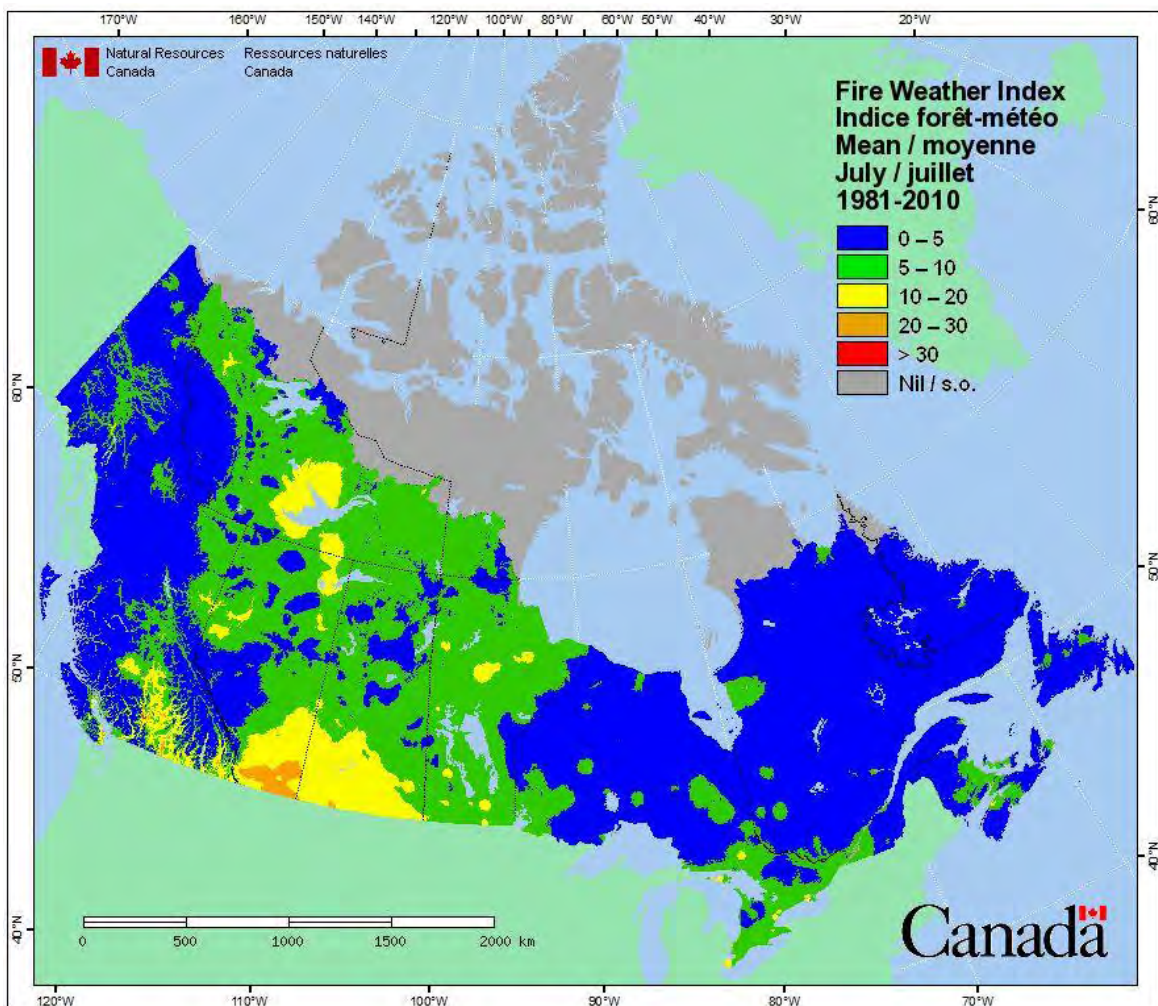 170°W 160°W 150°W 140°W 130°W 120°W 110°W 100°W 90°W 80°W 70°W 60°W 50°W 40°W 30°W 20°W
Natural Resources Ressources naturelles
Canada Canada
Fire Weather Index
Indice forêt-météo
Mean / moyenne
July / juillet
1981-2010
0 – 5
5 – 10
10 – 20
20 – 30
> 30
Nil / s.o.
60°N
60°N
50°N
50°N
40°N
40°N
0 500 1000 1500 2000 km
Canada
120°W 110°W 100°W 90°W 80°W 70°W